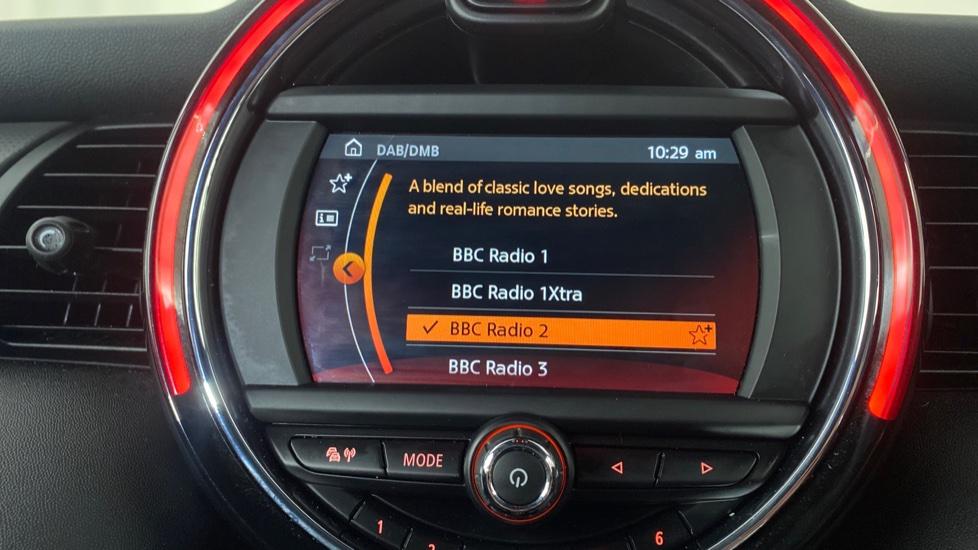 DAB/DMB
10:29 am
A blend of classic love songs, dedications
and real-life romance stories.
BBC Radio 1
BBC Radio 1Xtra
BBC Radio 2
BBC Radio 3
MODE
1
6